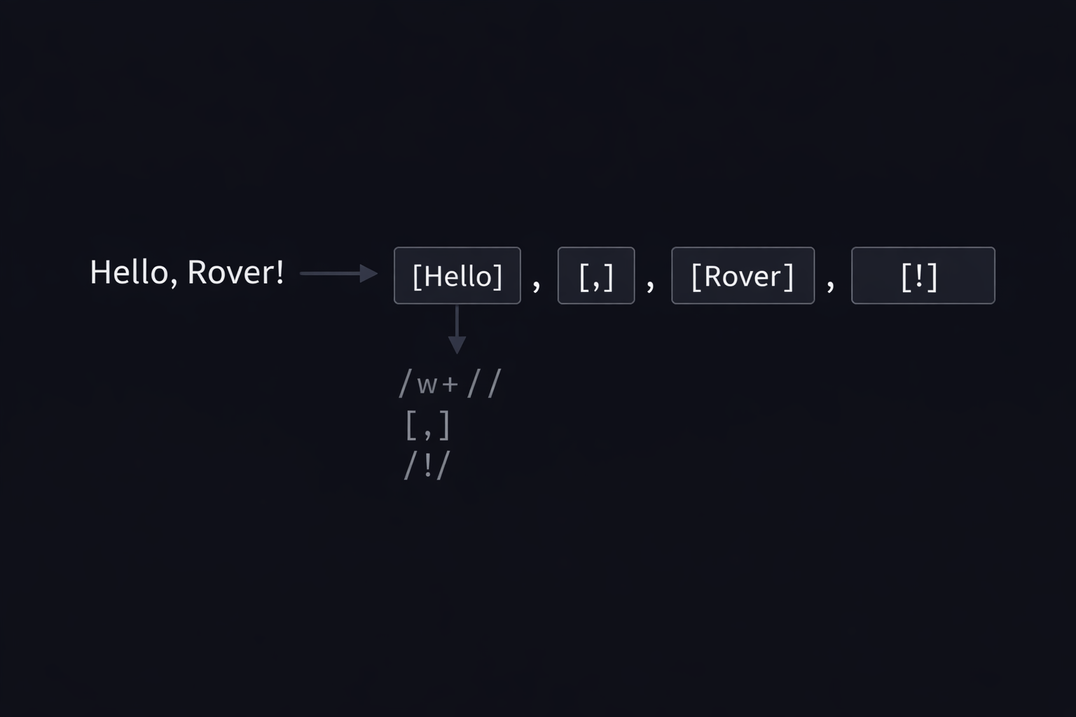 Hello, Rover! [Hello] , [,] , [Rover] , [!]
/w+//
[,]
/!/